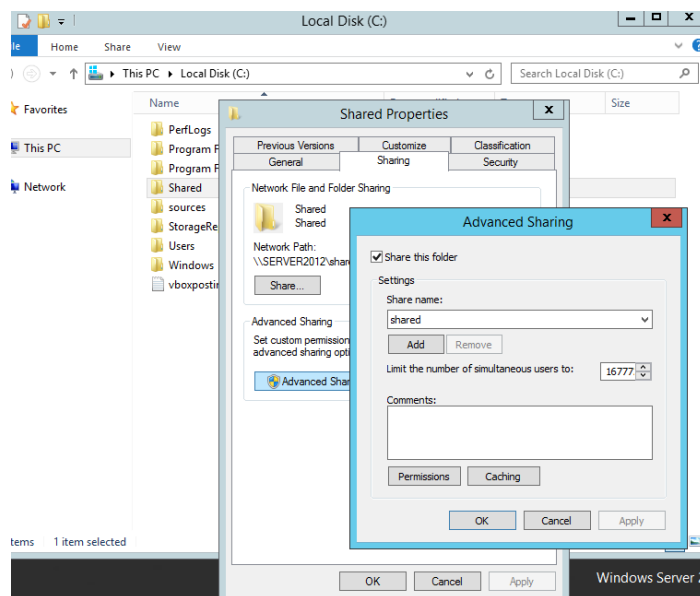 Local Disk (C:)
Home Share View
This PC Local Disk (C:)
Search Local Disk (C:)
Favorites
This PC
Network
Name
Size
PerfLogs
Program F
Program F
Shared
sources
StorageRe
Users
Windows
vboxpostin
Shared Properties
x
Previous Versions Customize Classification
General Sharing Security
Network File and Folder Sharing
Shared
Shared
Network Path:
\\SERVER2012\shar
Share...
Advanced Sharing
Set custom permission
advanced sharing opti
Advanced Shar
Advanced Sharing
x
Share this folder
Settings
Share name:
shared
Add Remove
Limit the number of simultaneous users to: 16777
Comments:
Permissions Caching
OK Cancel Apply
tems 1 item selected
OK Cancel Apply
Windows Server